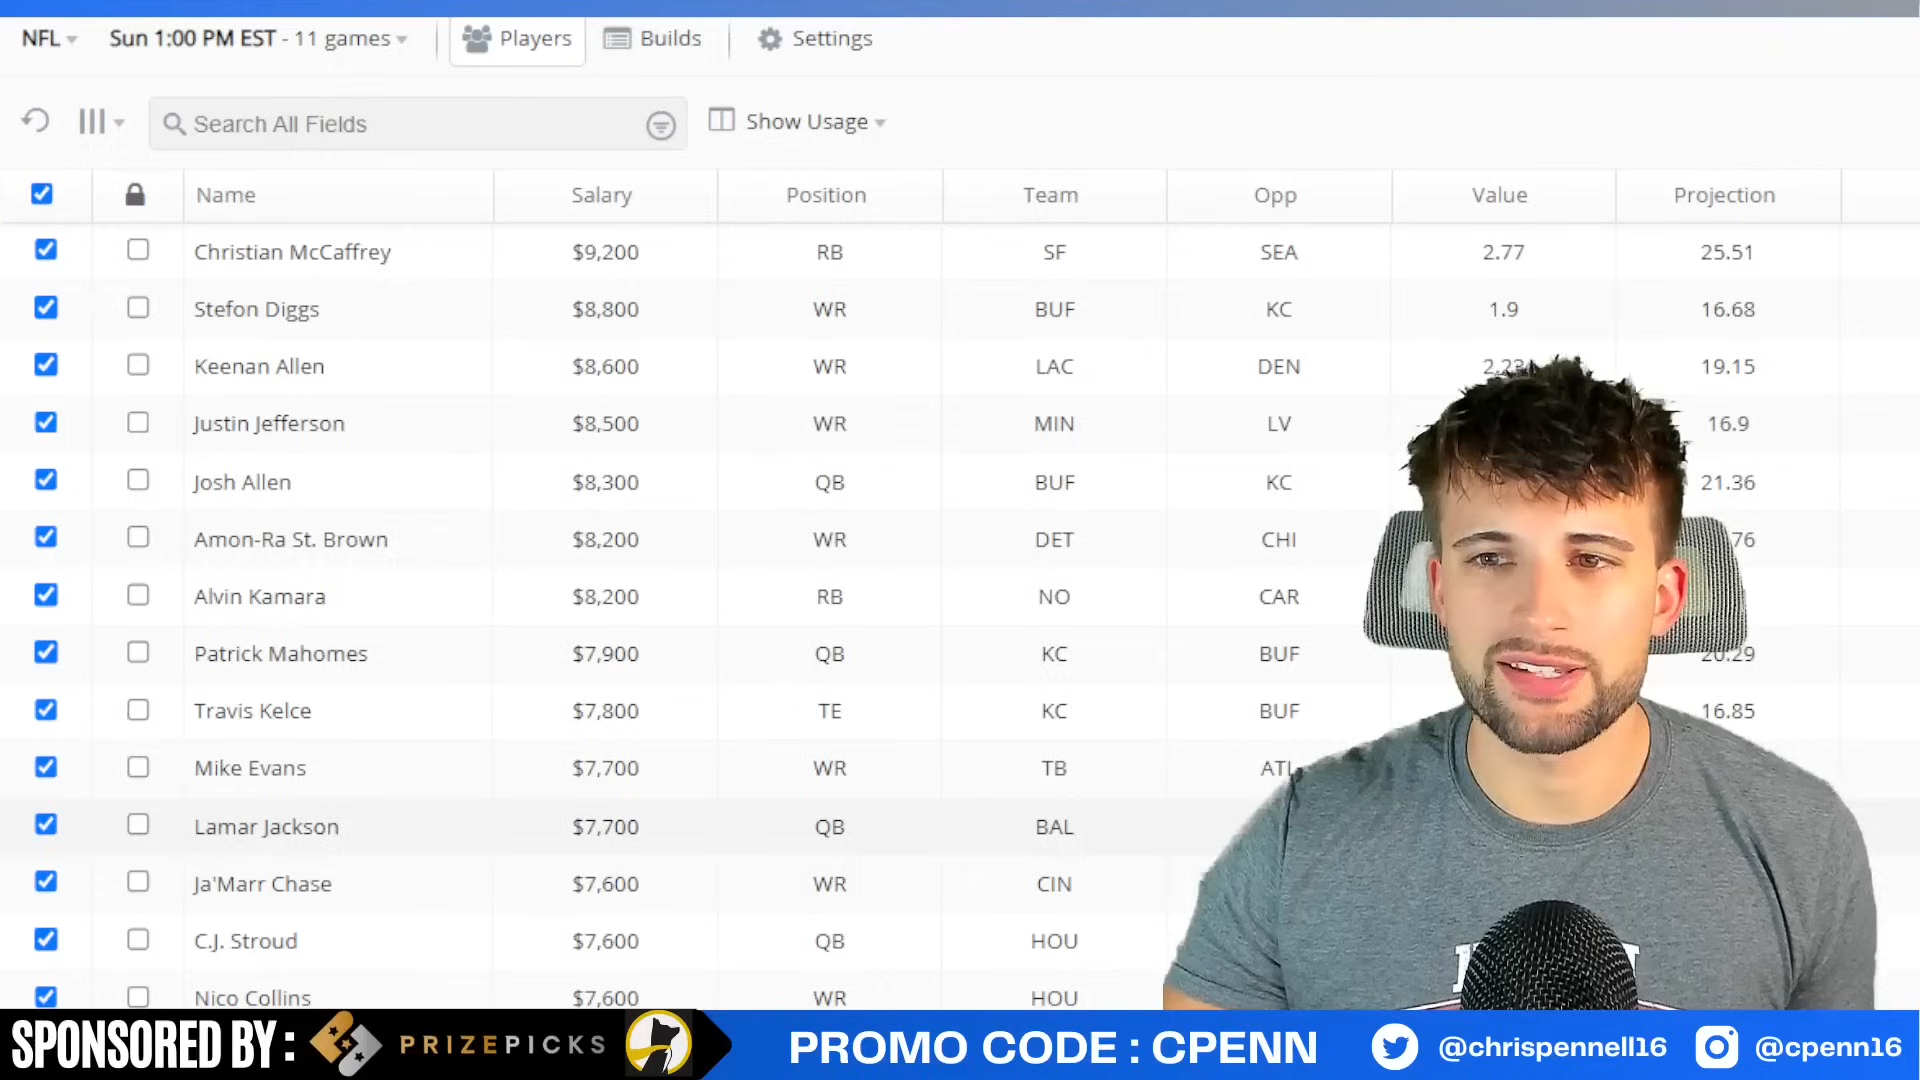 NFL Sun 1:00 PM EST - 11 games Players Builds Settings
Search All Fields Show Usage
Name Salary Position Team Opp Value Projection
Christian McCaffrey $9,200 RB SF SEA 2.77 25.51
Stefon Diggs $8,800 WR BUF KC 1.9 16.68
Keenan Allen $8,600 WR LAC DEN 2.23 19.15
Justin Jefferson $8,500 WR MIN LV 16.9
Josh Allen $8,300 QB BUF KC 21.36
Amon-Ra St. Brown $8,200 WR DET CHI 76
Alvin Kamara $8,200 RB NO CAR
Patrick Mahomes $7,900 QB KC BUF 20.29
Travis Kelce $7,800 TE KC BUF 16.85
Mike Evans $7,700 WR TB ATL
Lamar Jackson $7,700 QB BAL
Ja'Marr Chase $7,600 WR CIN
C.J. Stroud $7,600 QB HOU
Nico Collins $7,600 WR HOU
SPONSORED BY : PRIZEPICKS PROMO CODE : CPENN @chrispennell16 @cpenn16